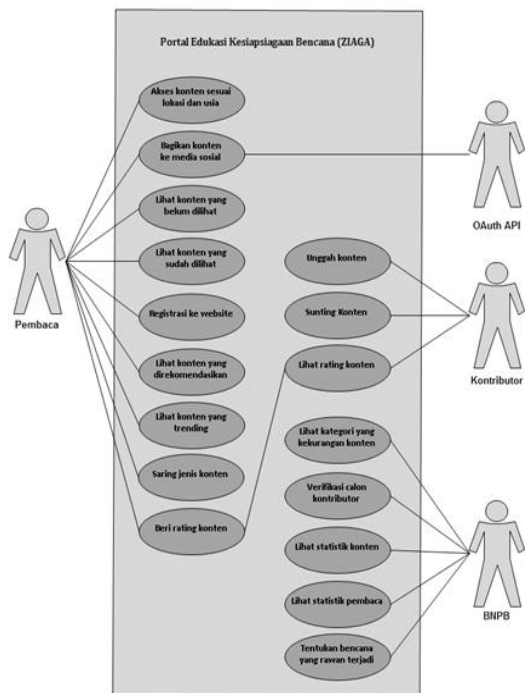 Portal Edukasi Kesiapsiagaan Bencana (ZIAGA)
Akses konten sesuai
lokasi dan usia
Bagikan konten
ke media sosial
Lihat konten yang
belum dilihat
Lihat konten yang
sudah dilihat
Registrasi ke website
Lihat konten yang
direkomendasikan
Lihat konten yang
trending
Saring jenis konten
Beri rating konten
Unggah konten
Sunting Konten
Lihat rating konten
Lihat kategori yang
kekurangan konten
Verifikasi calon
kontributor
Lihat statistik konten
Lihat statistik pembaca
Tentukan bencana
yang rawan terjadi
Pembaca
OAuth API
Kontributor
BNPB